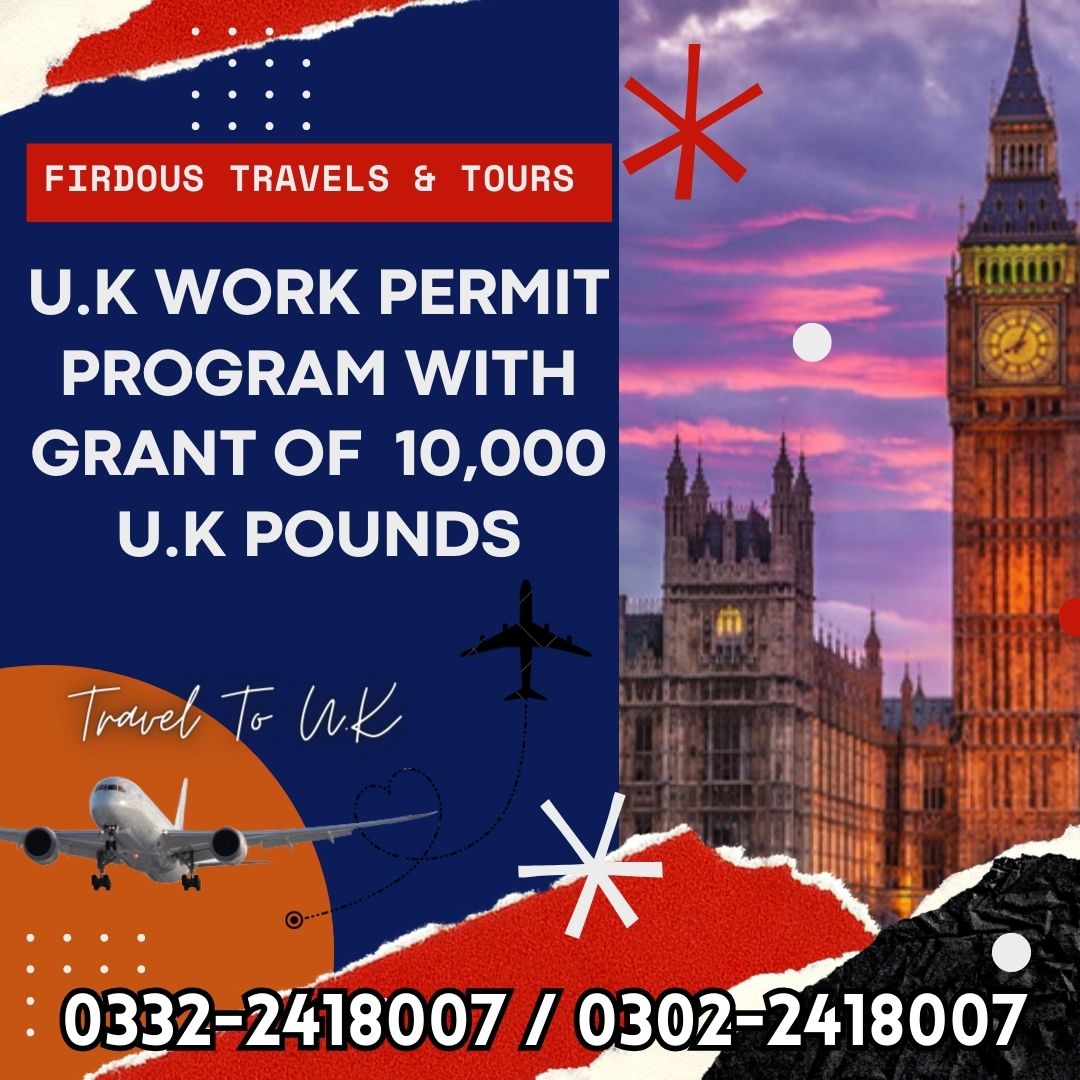 FIRDOUS TRAVELS & TOURS
U.K WORK PERMIT
PROGRAM WITH
GRANT OF 10,000
U.K POUNDS
Travel To U.K
0332-2418007 / 0302-2418007